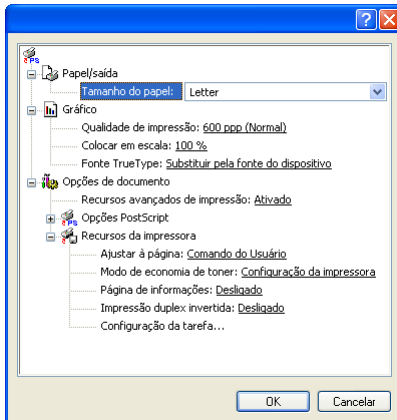 PS
Papel/saída
Tamanho do papel: Letter
Gráfico
Qualidade de impressão: 600 ppp (Normal)
Colocar em escala: 100 %
Fonte TrueType: Substituir pela fonte do dispositivo
Opções de documento
Recursos avançados de impressão: Ativado
PS Opções PostScript
Recursos da impressora
Ajustar à página: Comando do Usuário
Modo de economia de toner: Configuração da impressora
Página de informações: Desligado
Impressão duplex invertida: Desligado
Configuração da tarefa...
OK Cancelar